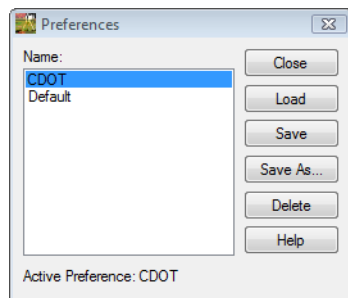 Preferences
Name:
CDOT
Default
Close
Load
Save
Save As...
Delete
Help
Active Preference: CDOT